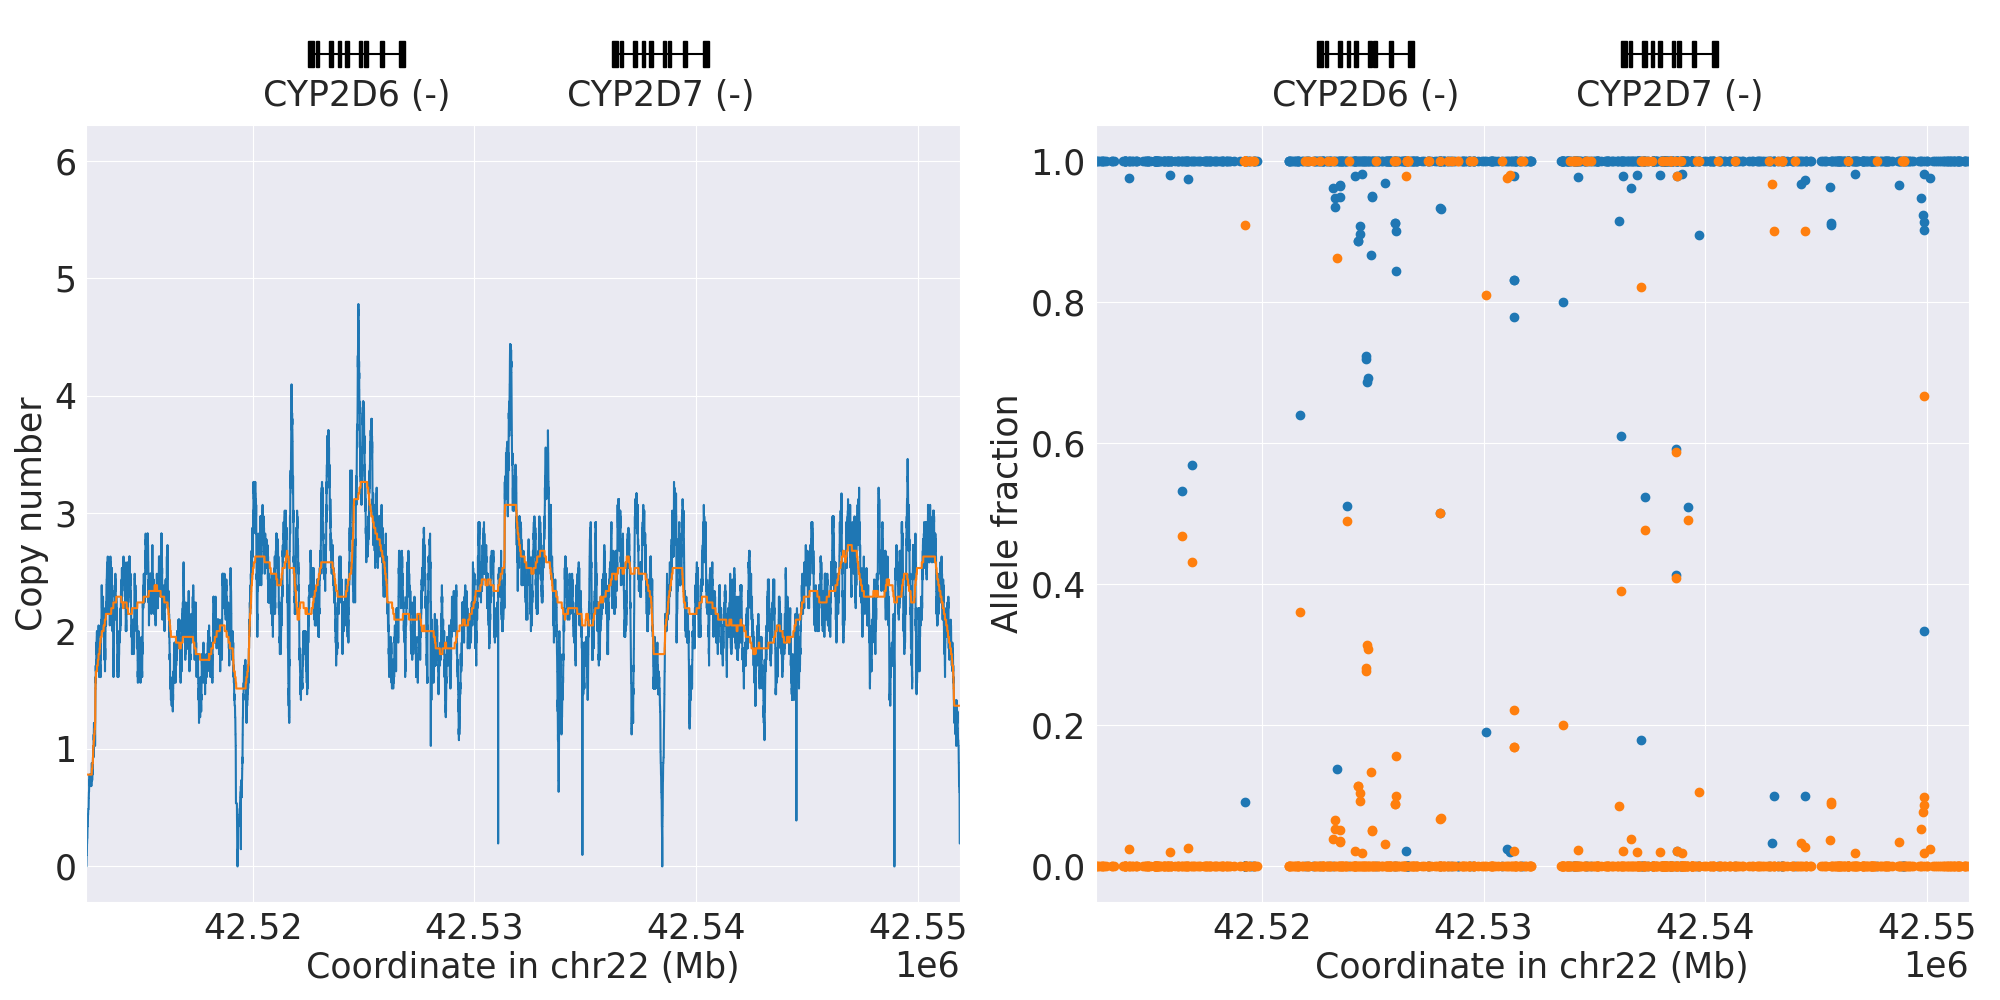 CYP2D6 (-) CYP2D7 (-)
CYP2D6 (-) CYP2D7 (-)
6
5
4
3
2
1
0
Copy number
42.52 42.53 42.54 42.55
Coordinate in chr22 (Mb) 1e6
1.0
0.8
0.6
0.4
0.2
0.0
Allele fraction
42.52 42.53 42.54 42.55
Coordinate in chr22 (Mb) 1e6